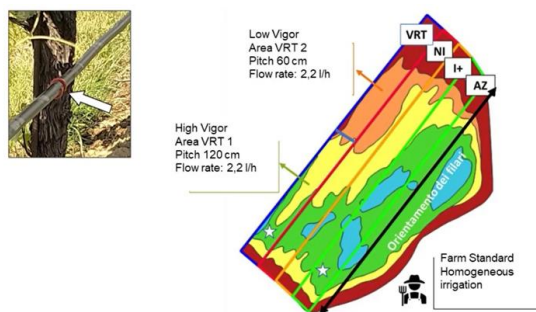 Low Vigor
Area VRT 2
Pitch 60 cm
Flow rate: 2,2 l/h
High Vigor
Area VRT 1
Pitch 120 cm
Flow rate: 2,2 l/h
VRT
NI
I+
AZ
Orientamento dei filari
Farm Standard
Homogeneous
irrigation